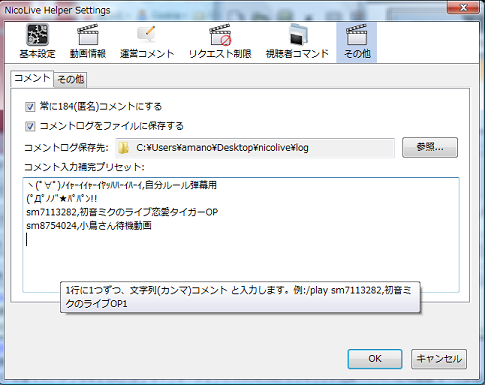 NicoLive Helper Settings
基本設定
動画情報
運営コメント
リクエスト制限
視聴者コマンド
その他
コメント
その他
常に184(匿名)コメントにする
コメントログをファイルに保存する
コメントログ保存先:
C:¥Users¥amano¥Desktop¥nicolive¥log
参照...
コメント入力補完プリセット:
ヽ(ﾟ∀ﾟ)ﾉｲｬｰｲｲｬｰｲﾔｯﾊﾊｰｲﾊｰｲ,自分ルール弾幕用
(ﾟДﾟﾉﾉﾞ★ﾊﾟﾊﾟﾝ!!
sm7113282,初音ミクのライブ恋愛タイガーOP
sm8754024,小鳥さん待機動画
1行に1つずつ、文字列(カンマ)コメント と入力します。例:/play sm7113282,初音ミ
クのライブOP1
OK
キャンセル